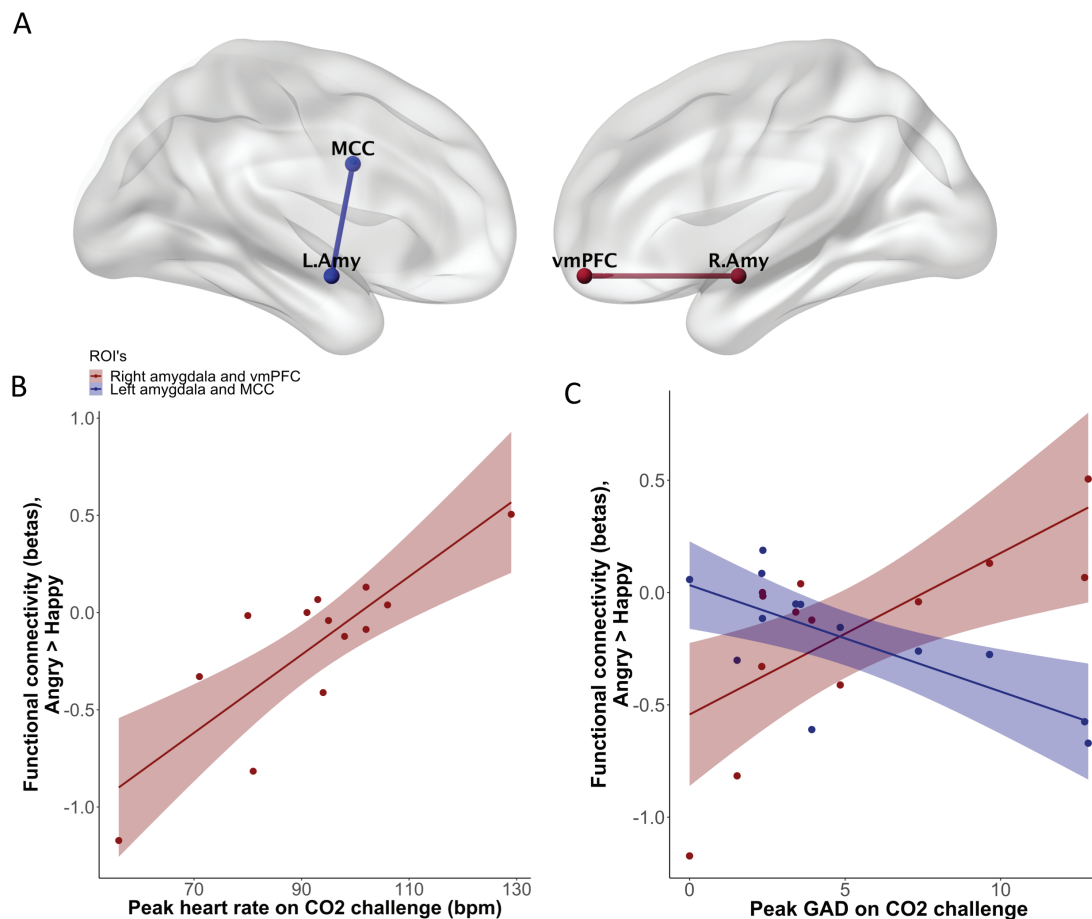 A
MCC
L.Amy
vmPFC
R.Amy
ROI's
Right amygdala and vmPFC
Left amygdala and MCC
B
1.0
0.5
0.0
-0.5
-1.0
Functional connectivity (betas),
Angry > Happy
70
90
110
130
Peak heart rate on CO2 challenge (bpm)
C
0.5
0.0
-0.5
-1.0
Functional connectivity (betas),
Angry > Happy
0
5
10
Peak GAD on CO2 challenge